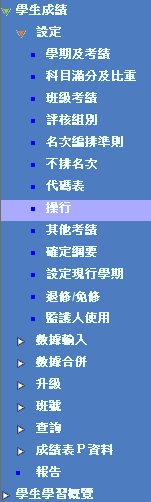 學生成績
設定
學期及考績
科目滿分及比重
班級考績
評核組別
名次編排準則
不排名次
代碼表
操行
其他考績
確定綱要
設定現行學期
退修/免修
監護人使用
數據輸入
數據合併
升級
班號
查詢
成績表Ｐ資料
報告
學生學習概覽